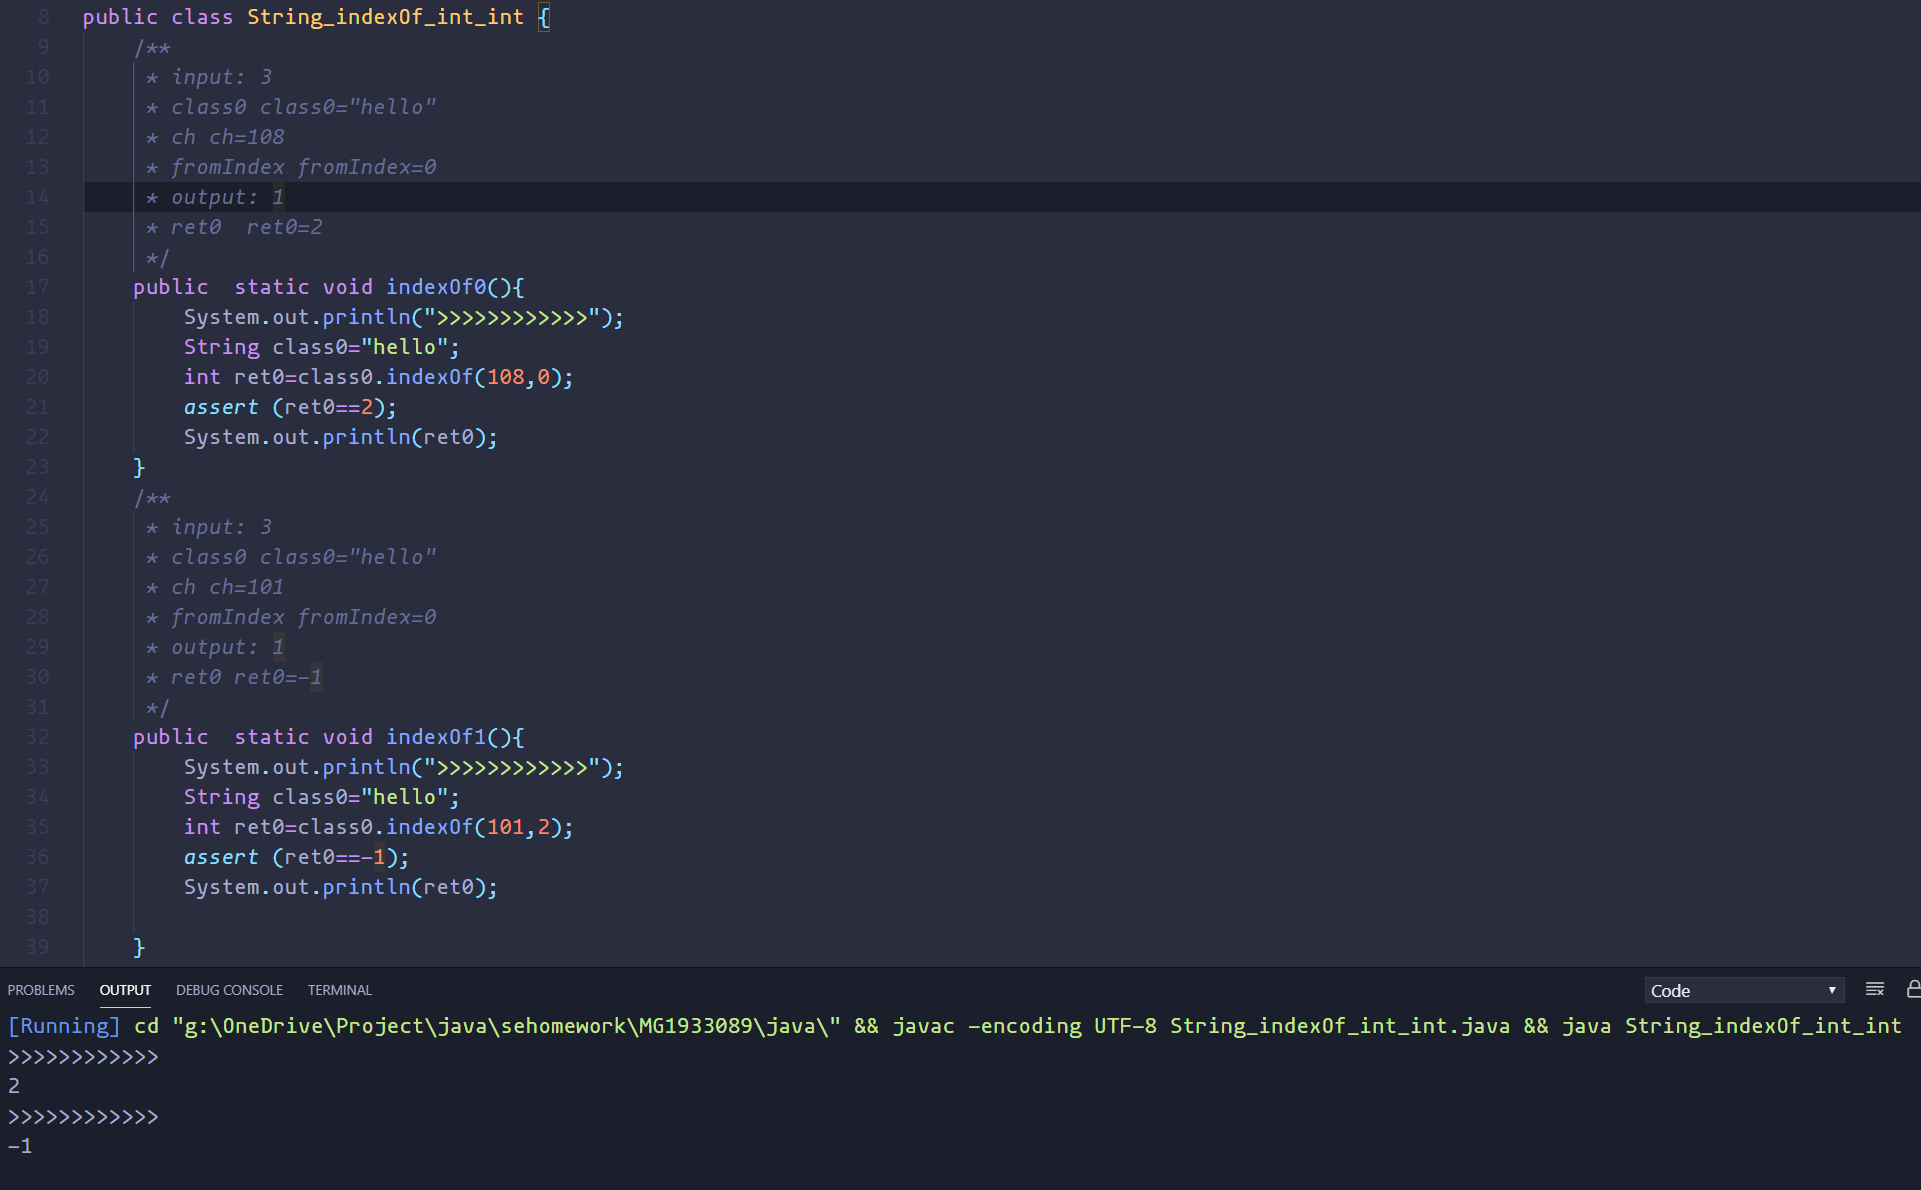 8 public class String_indexOf_int_int {
9 /**
10 * input: 3
11 * class0 class0="hello"
12 * ch ch=108
13 * fromIndex fromIndex=0
14 * output: 1
15 * ret0  ret0=2
16 */
17 public  static void indexOf0(){
18 System.out.println(">>>>>>>>>>>>");
19 String class0="hello";
20 int ret0=class0.indexOf(108,0);
21 assert (ret0==2);
22 System.out.println(ret0);
23 }
24 /**
25 * input: 3
26 * class0 class0="hello"
27 * ch ch=101
28 * fromIndex fromIndex=0
29 * output: 1
30 * ret0 ret0=-1
31 */
32 public  static void indexOf1(){
33 System.out.println(">>>>>>>>>>>>");
34 String class0="hello";
35 int ret0=class0.indexOf(101,2);
36 assert (ret0==-1);
37 System.out.println(ret0);
38
39 }
PROBLEMS OUTPUT DEBUG CONSOLE TERMINAL Code
[Running] cd "g:\OneDrive\Project\java\sehomework\MG1933089\java\" && javac -encoding UTF-8 String_indexOf_int_int.java && java String_indexOf_int_int
>>>>>>>>>>>>
2
>>>>>>>>>>>>
-1